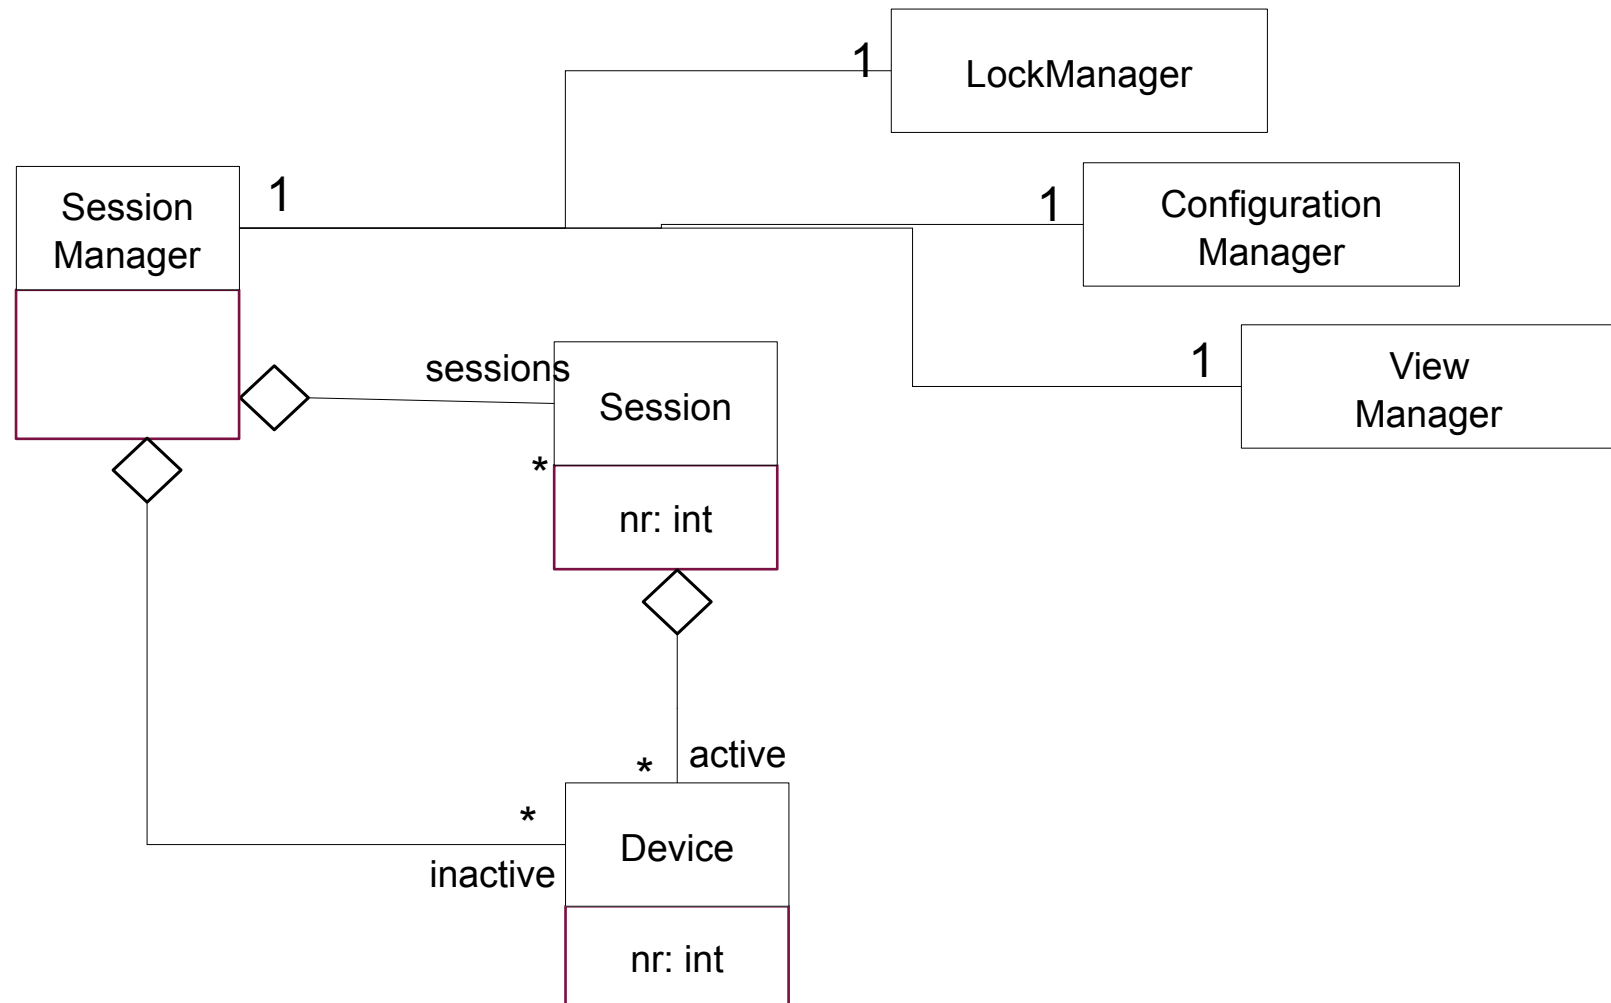 1
LockManager
Session
Manager
1
1
Configuration
Manager
1
View
Manager
sessions
Session
*
nr: int
active
*
*
inactive
Device
nr: int